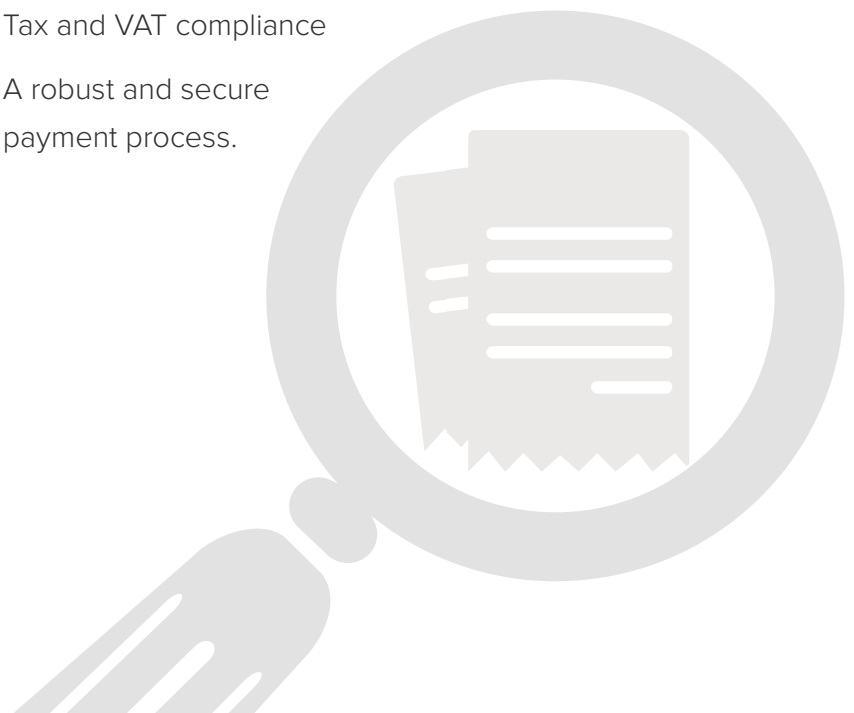 Tax and VAT compliance
A robust and secure
payment process.